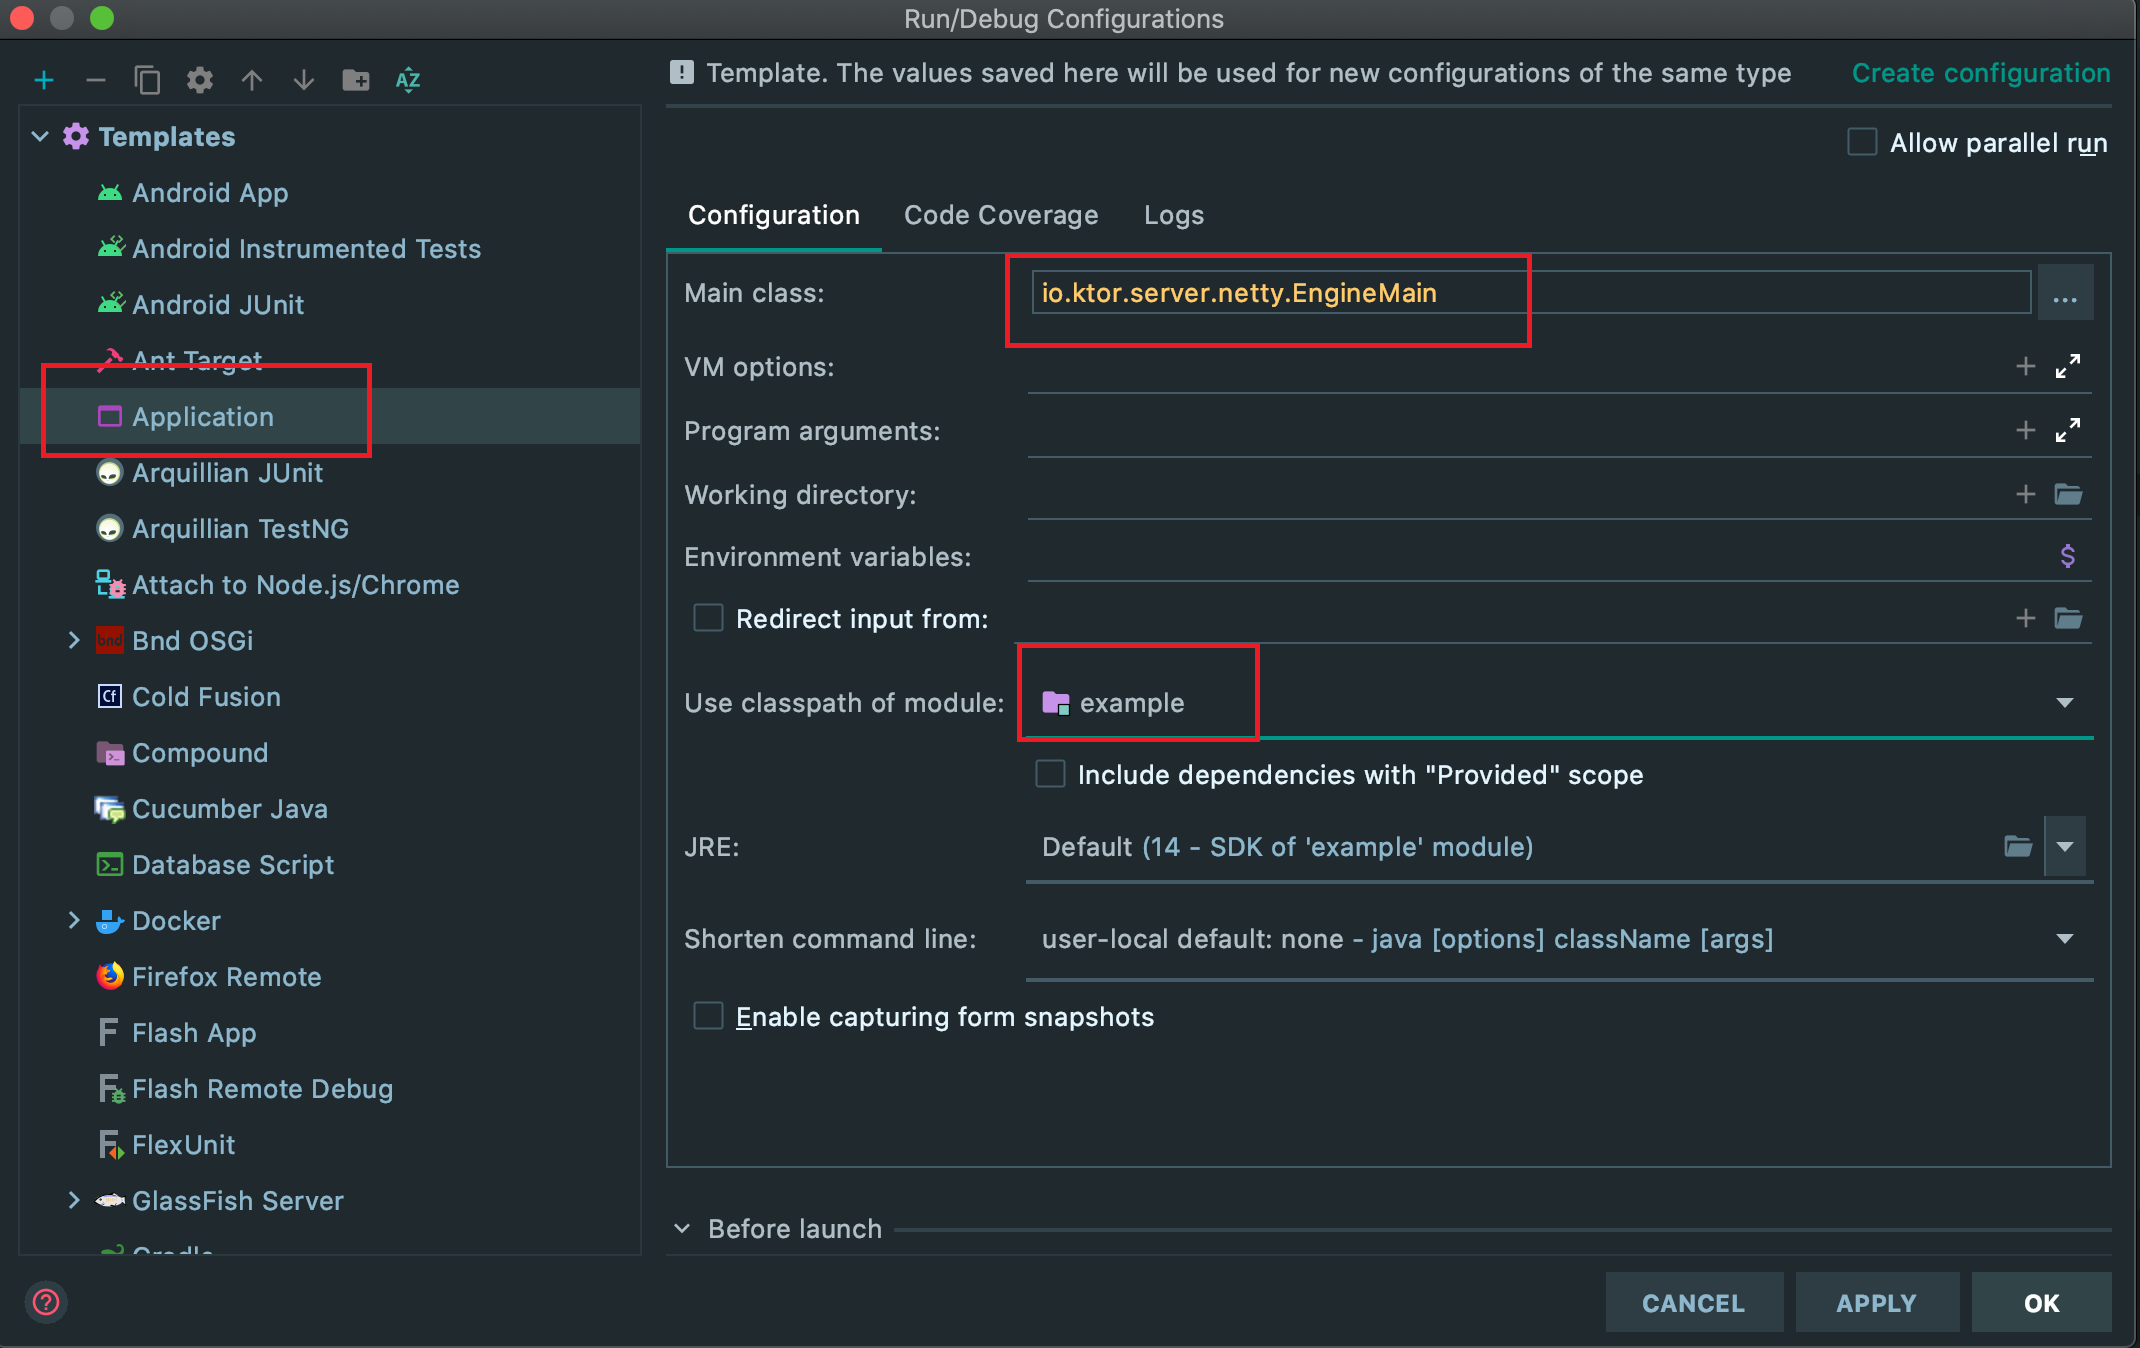 Run/Debug Configurations
Template. The values saved here will be used for new configurations of the same type
Create configuration
Allow parallel run
Templates
Android App
Android Instrumented Tests
Android JUnit
Ant Target
Application
Arquillian JUnit
Arquillian TestNG
Attach to Node.js/Chrome
bnd Bnd OSGi
Cf Cold Fusion
Compound
Cucumber Java
Database Script
Docker
Firefox Remote
Flash App
Flash Remote Debug
FlexUnit
GlassFish Server
Gradle
Configuration Code Coverage Logs
Main class: io.ktor.server.netty.EngineMain ...
VM options:
Program arguments:
Working directory:
Environment variables: $
Redirect input from:
Use classpath of module: example
Include dependencies with "Provided" scope
JRE: Default (14 - SDK of 'example' module)
Shorten command line: user-local default: none - java [options] className [args]
Enable capturing form snapshots
Before launch
? CANCEL APPLY OK